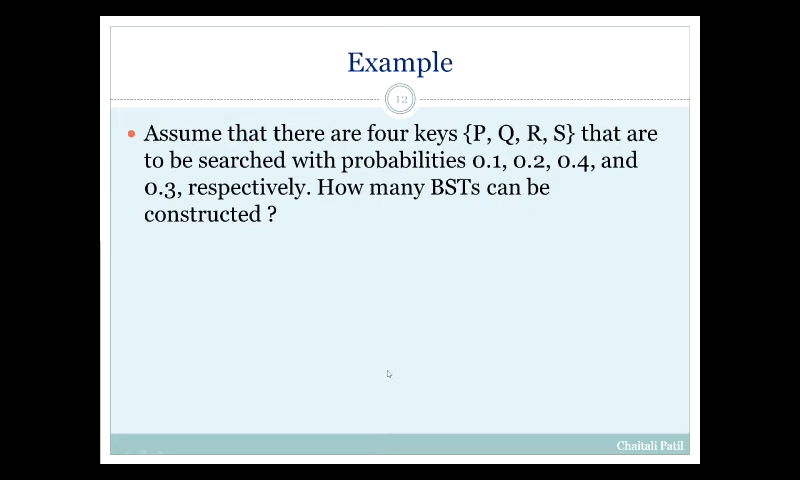 Example
12
• Assume that there are four keys {P, Q, R, S} that are
to be searched with probabilities 0.1, 0.2, 0.4, and
0.3, respectively. How many BSTs can be
constructed ?
Chaitali Patil